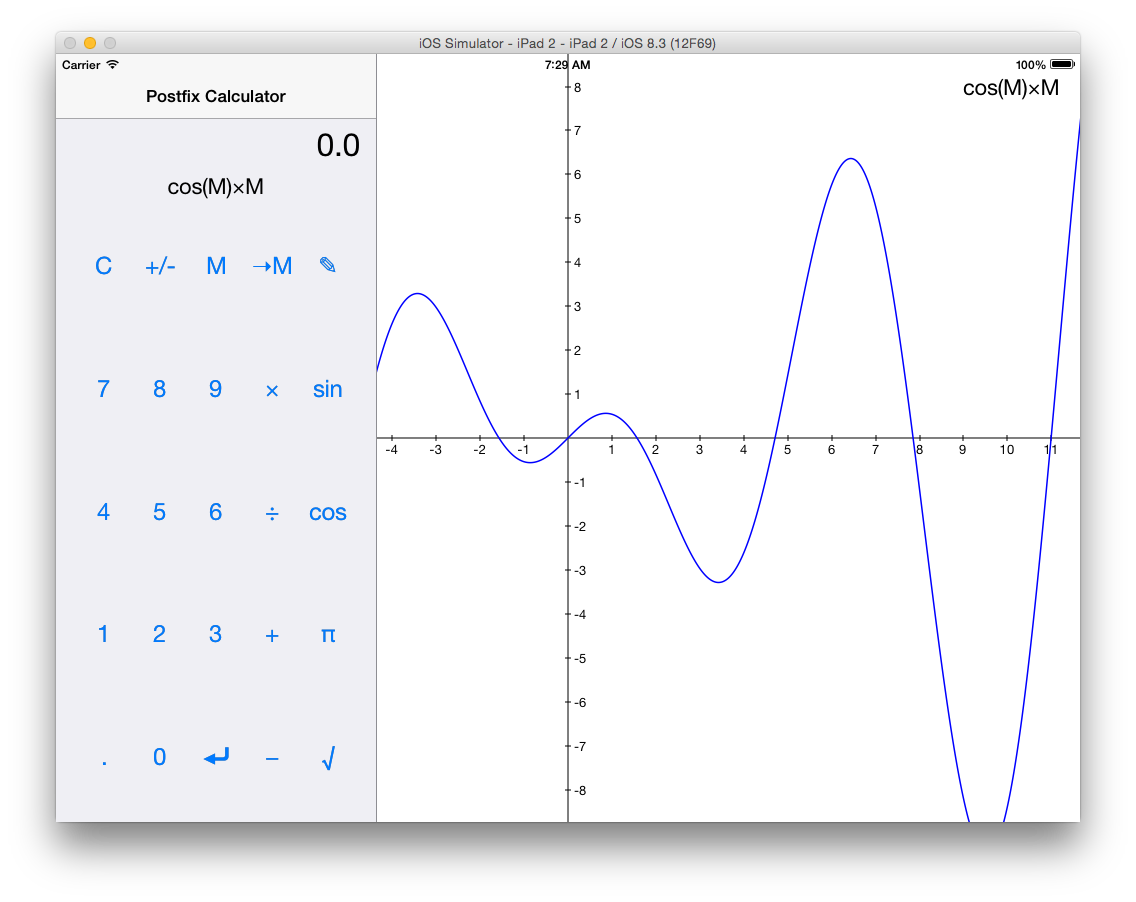 iOS Simulator - iPad 2 - iPad 2 / iOS 8.3 (12F69)
Carrier 7:29 AM 100%
Postfix Calculator
0.0
cos(M)×M
C +/- M →M ✎
7 8 9 × sin
4 5 6 ÷ cos
1 2 3 + π
. 0 ↵ − √
cos(M)×M
8
7
6
5
4
3
2
1
-4 -3 -2 -1 1 2 3 4 5 6 7 8 9 10 11
-1
-2
-3
-4
-5
-6
-7
-8